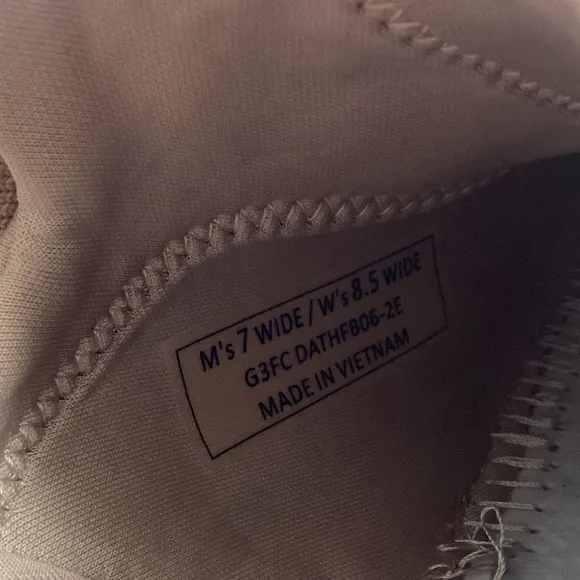 M's 7 WIDE / W's 8.5 WIDE
G3FC DATHFB06-2E
MADE IN VIETNAM